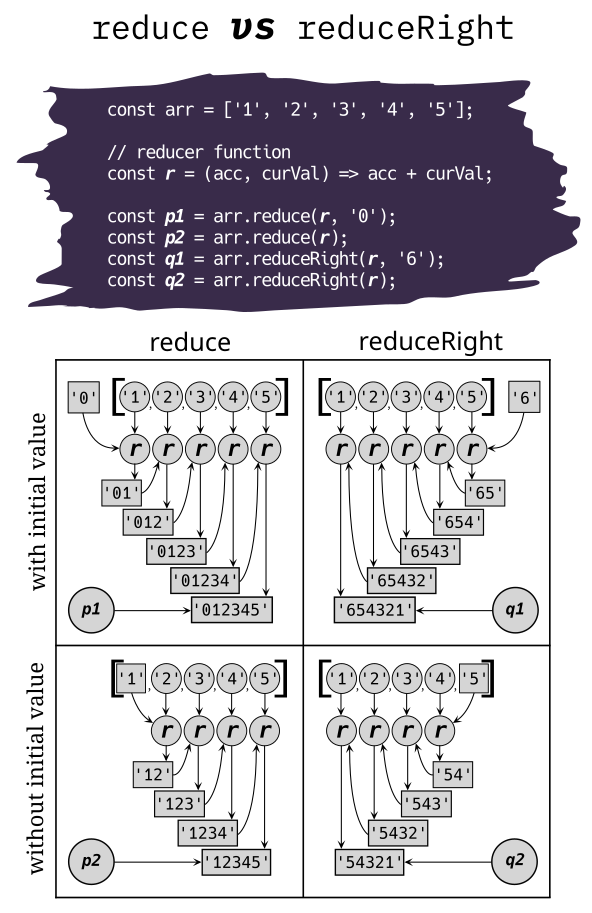 reduce vs reduceRight
const arr = ['1', '2', '3', '4', '5'];
// reducer function
const r = (acc, curVal) => acc + curVal;
const p1 = arr.reduce(r, '0');
const p2 = arr.reduce(r);
const q1 = arr.reduceRight(r, '6');
const q2 = arr.reduceRight(r);
reduce
reduceRight
with initial value
'0' ['1','2','3','4','5']
r r r r r
'01'
'012'
'0123'
'01234'
p1 '012345'
['1','2','3','4','5'] '6'
r r r r r
'65'
'654'
'6543'
'65432'
'654321' q1
without initial value
['1','2','3','4','5']
r r r r
'12'
'123'
'1234'
p2 '12345'
['1','2','3','4','5']
r r r r
'54'
'543'
'5432'
'54321' q2